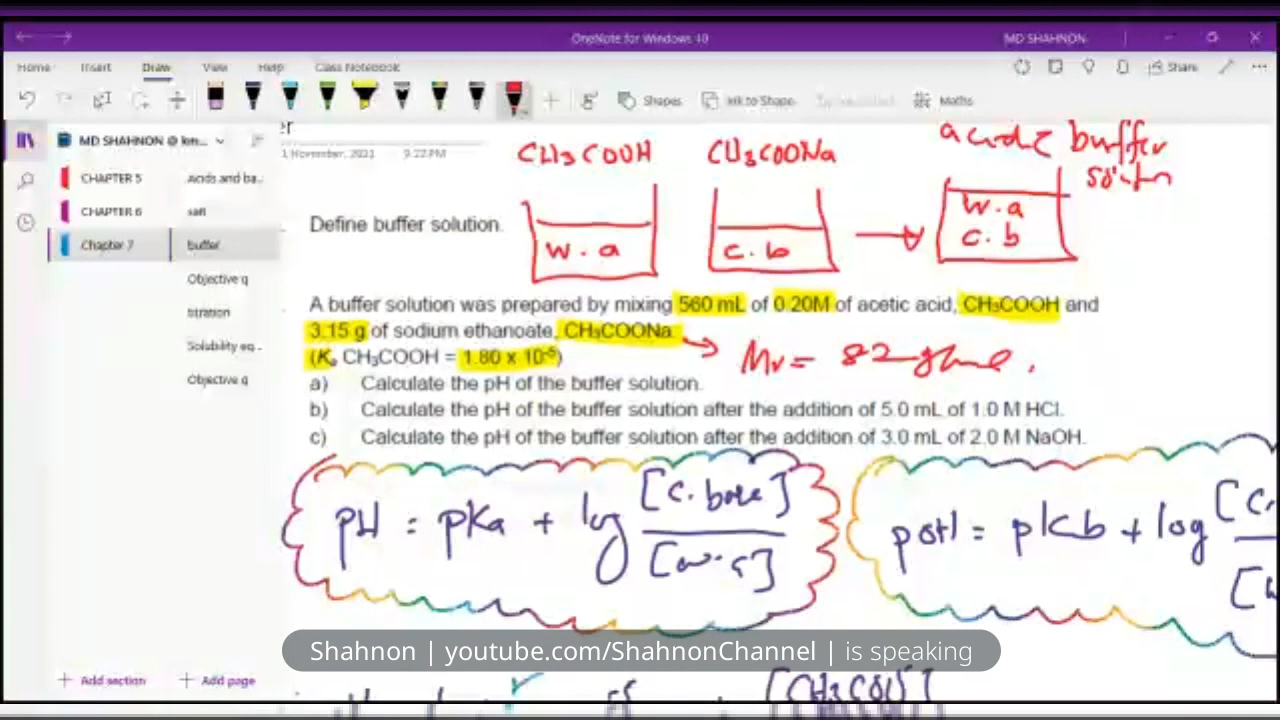 OneNote for Windows 10
MD SHAHNON
Home Insert Draw View Help Class Notebook
Share
Shapes
Ink to Shape
Maths
MD SHAHNON @ km...
CHAPTER 5
CHAPTER 6
Chapter 7
Acids and ba..
salt
buffer
Objective q
titration
Solubility eq ..
Objective q
er
1 November, 2021 9:22 PM
CH3COOH CH3COONa acidic buffer
Define buffer solution.
w.a
c.b
w.a
c.b
A buffer solution was prepared by mixing 560 mL of 0.20M of acetic acid, CH₃COOH and
3.15 g of sodium ethanoate, CH₃COONa.
(Kₐ CH₃COOH = 1.80 x 10⁻⁵)
Mr = 82
a) Calculate the pH of the buffer solution.
b) Calculate the pH of the buffer solution after the addition of 5.0 mL of 1.0 M HCl.
c) Calculate the pH of the buffer solution after the addition of 3.0 mL of 2.0 M NaOH.
pH = pKa + log [c.base]
[w.a]
pOH = pKb + log [c
[w
Shahnon | youtube.com/ShahnonChannel | is speaking
Add section
Add page